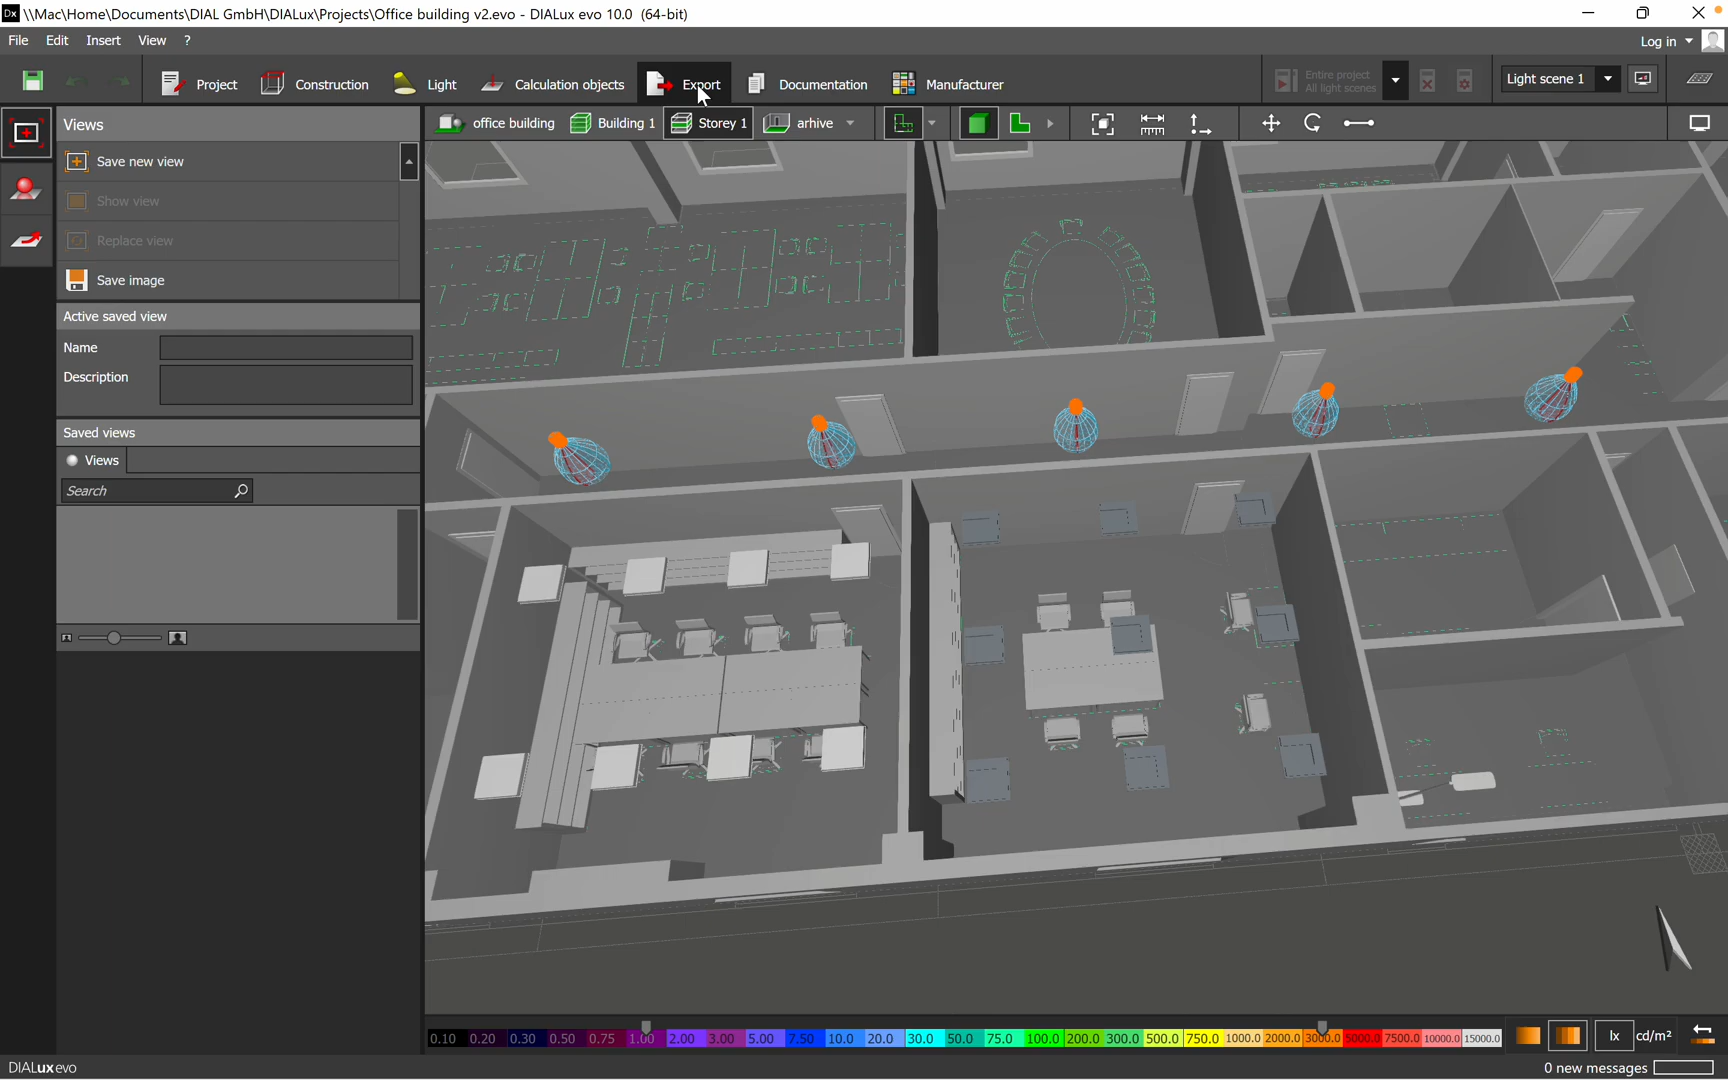 Dx \\Mac\Home\Documents\DIAL GmbH\DIALux\Projects\Office building v2.evo - DIALux evo 10.0 (64-bit)
File Edit Insert View ? Log in
Project Construction Light Calculation objects Export Documentation Manufacturer Entire project All light scenes Light scene 1
Views office building Building 1 Storey 1 arhive
Save new view
Show view
Replace view
Save image
Active saved view
Name
Description
Saved views
Views
Search
0.10 0.20 0.30 0.50 0.75 1.00 2.00 3.00 5.00 7.50 10.0 20.0 30.0 50.0 75.0 100.0 200.0 300.0 500.0 750.0 1000.0 2000.0 3000.0 5000.0 7500.0 10000.0 15000.0 lx cd/m²
DIALux evo 0 new messages